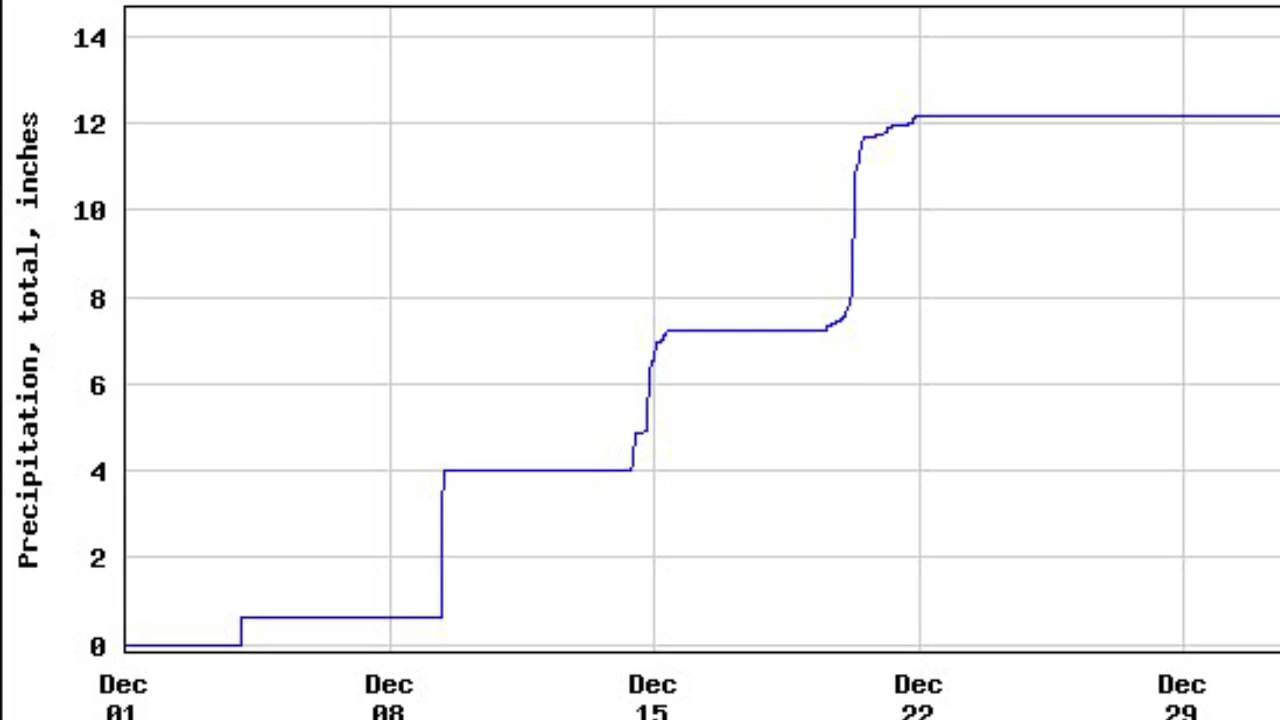 Precipitation, total, inches
14
12
10
8
6
4
2
0
Dec Dec Dec Dec Dec
01 08 15 22 29